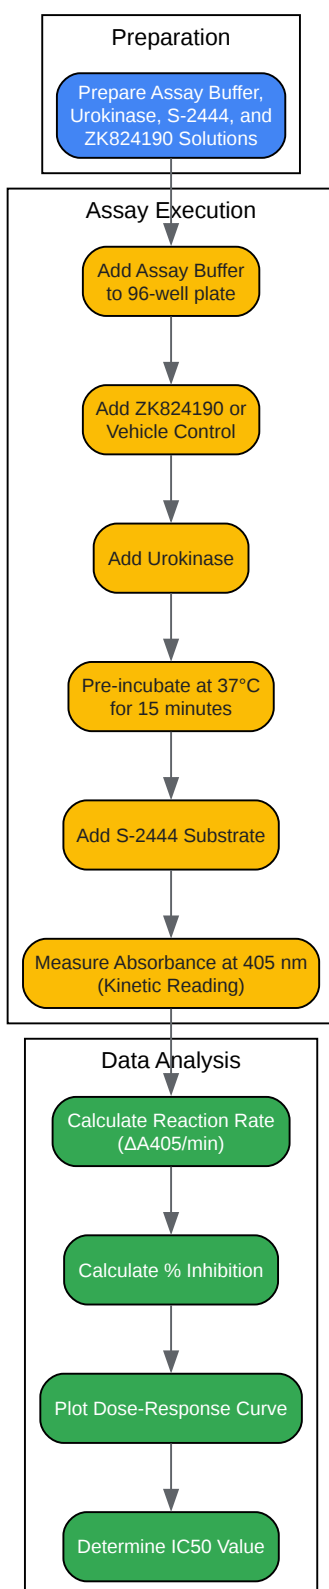 Preparation
Prepare Assay Buffer,
Urokinase, S-2444, and
ZK824190 Solutions
Assay Execution
Add Assay Buffer
to 96-well plate
Add ZK824190 or
Vehicle Control
Add Urokinase
Pre-incubate at 37°C
for 15 minutes
Add S-2444 Substrate
Measure Absorbance at 405 nm
(Kinetic Reading)
Data Analysis
Calculate Reaction Rate
(ΔA405/min)
Calculate % Inhibition
Plot Dose-Response Curve
Determine IC50 Value